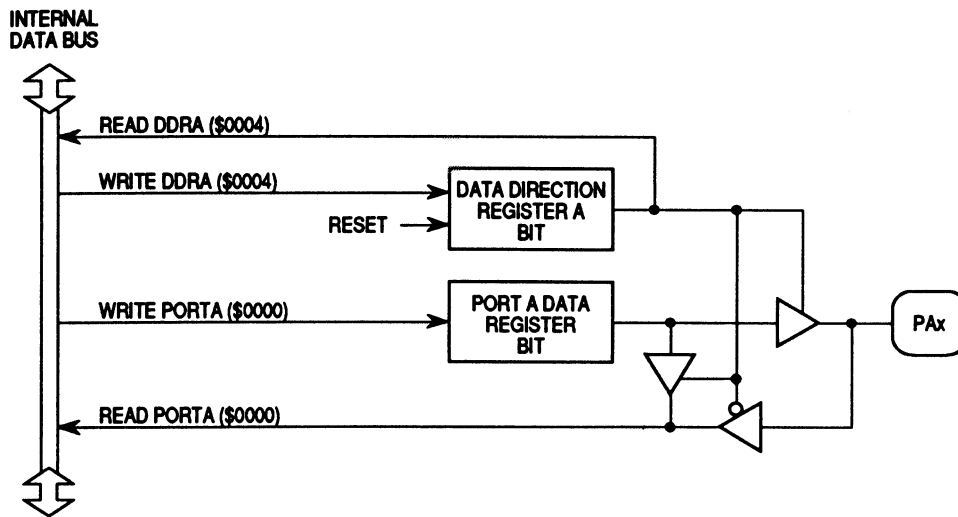 INTERNAL
DATA BUS
READ DDRA ($0004)
WRITE DDRA ($0004)
RESET
DATA DIRECTION
REGISTER A
BIT
WRITE PORTA ($0000)
PORT A DATA
REGISTER
BIT
PAx
READ PORTA ($0000)